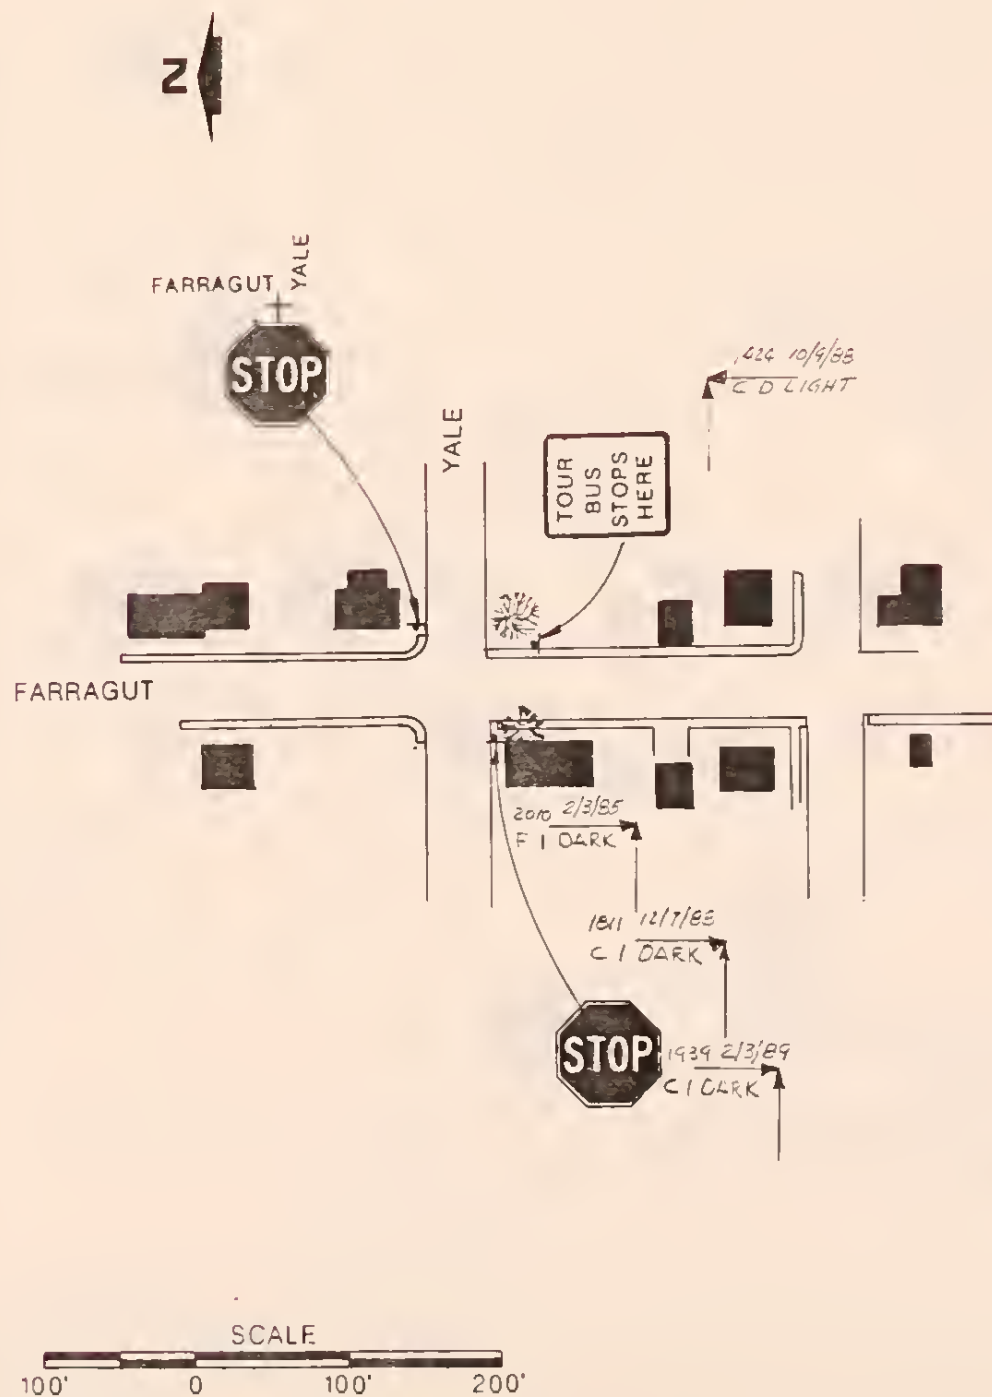 N
FARRAGUT
YALE
STOP
1424 10/9/88
C D LIGHT
YALE
TOUR
BUS
STOPS
HERE
FARRAGUT
2010 2/3/85
F I DARK
1811 12/7/88
C I DARK
STOP
1939 2/3/89
C I DARK
SCALE
100' 0 100' 200'